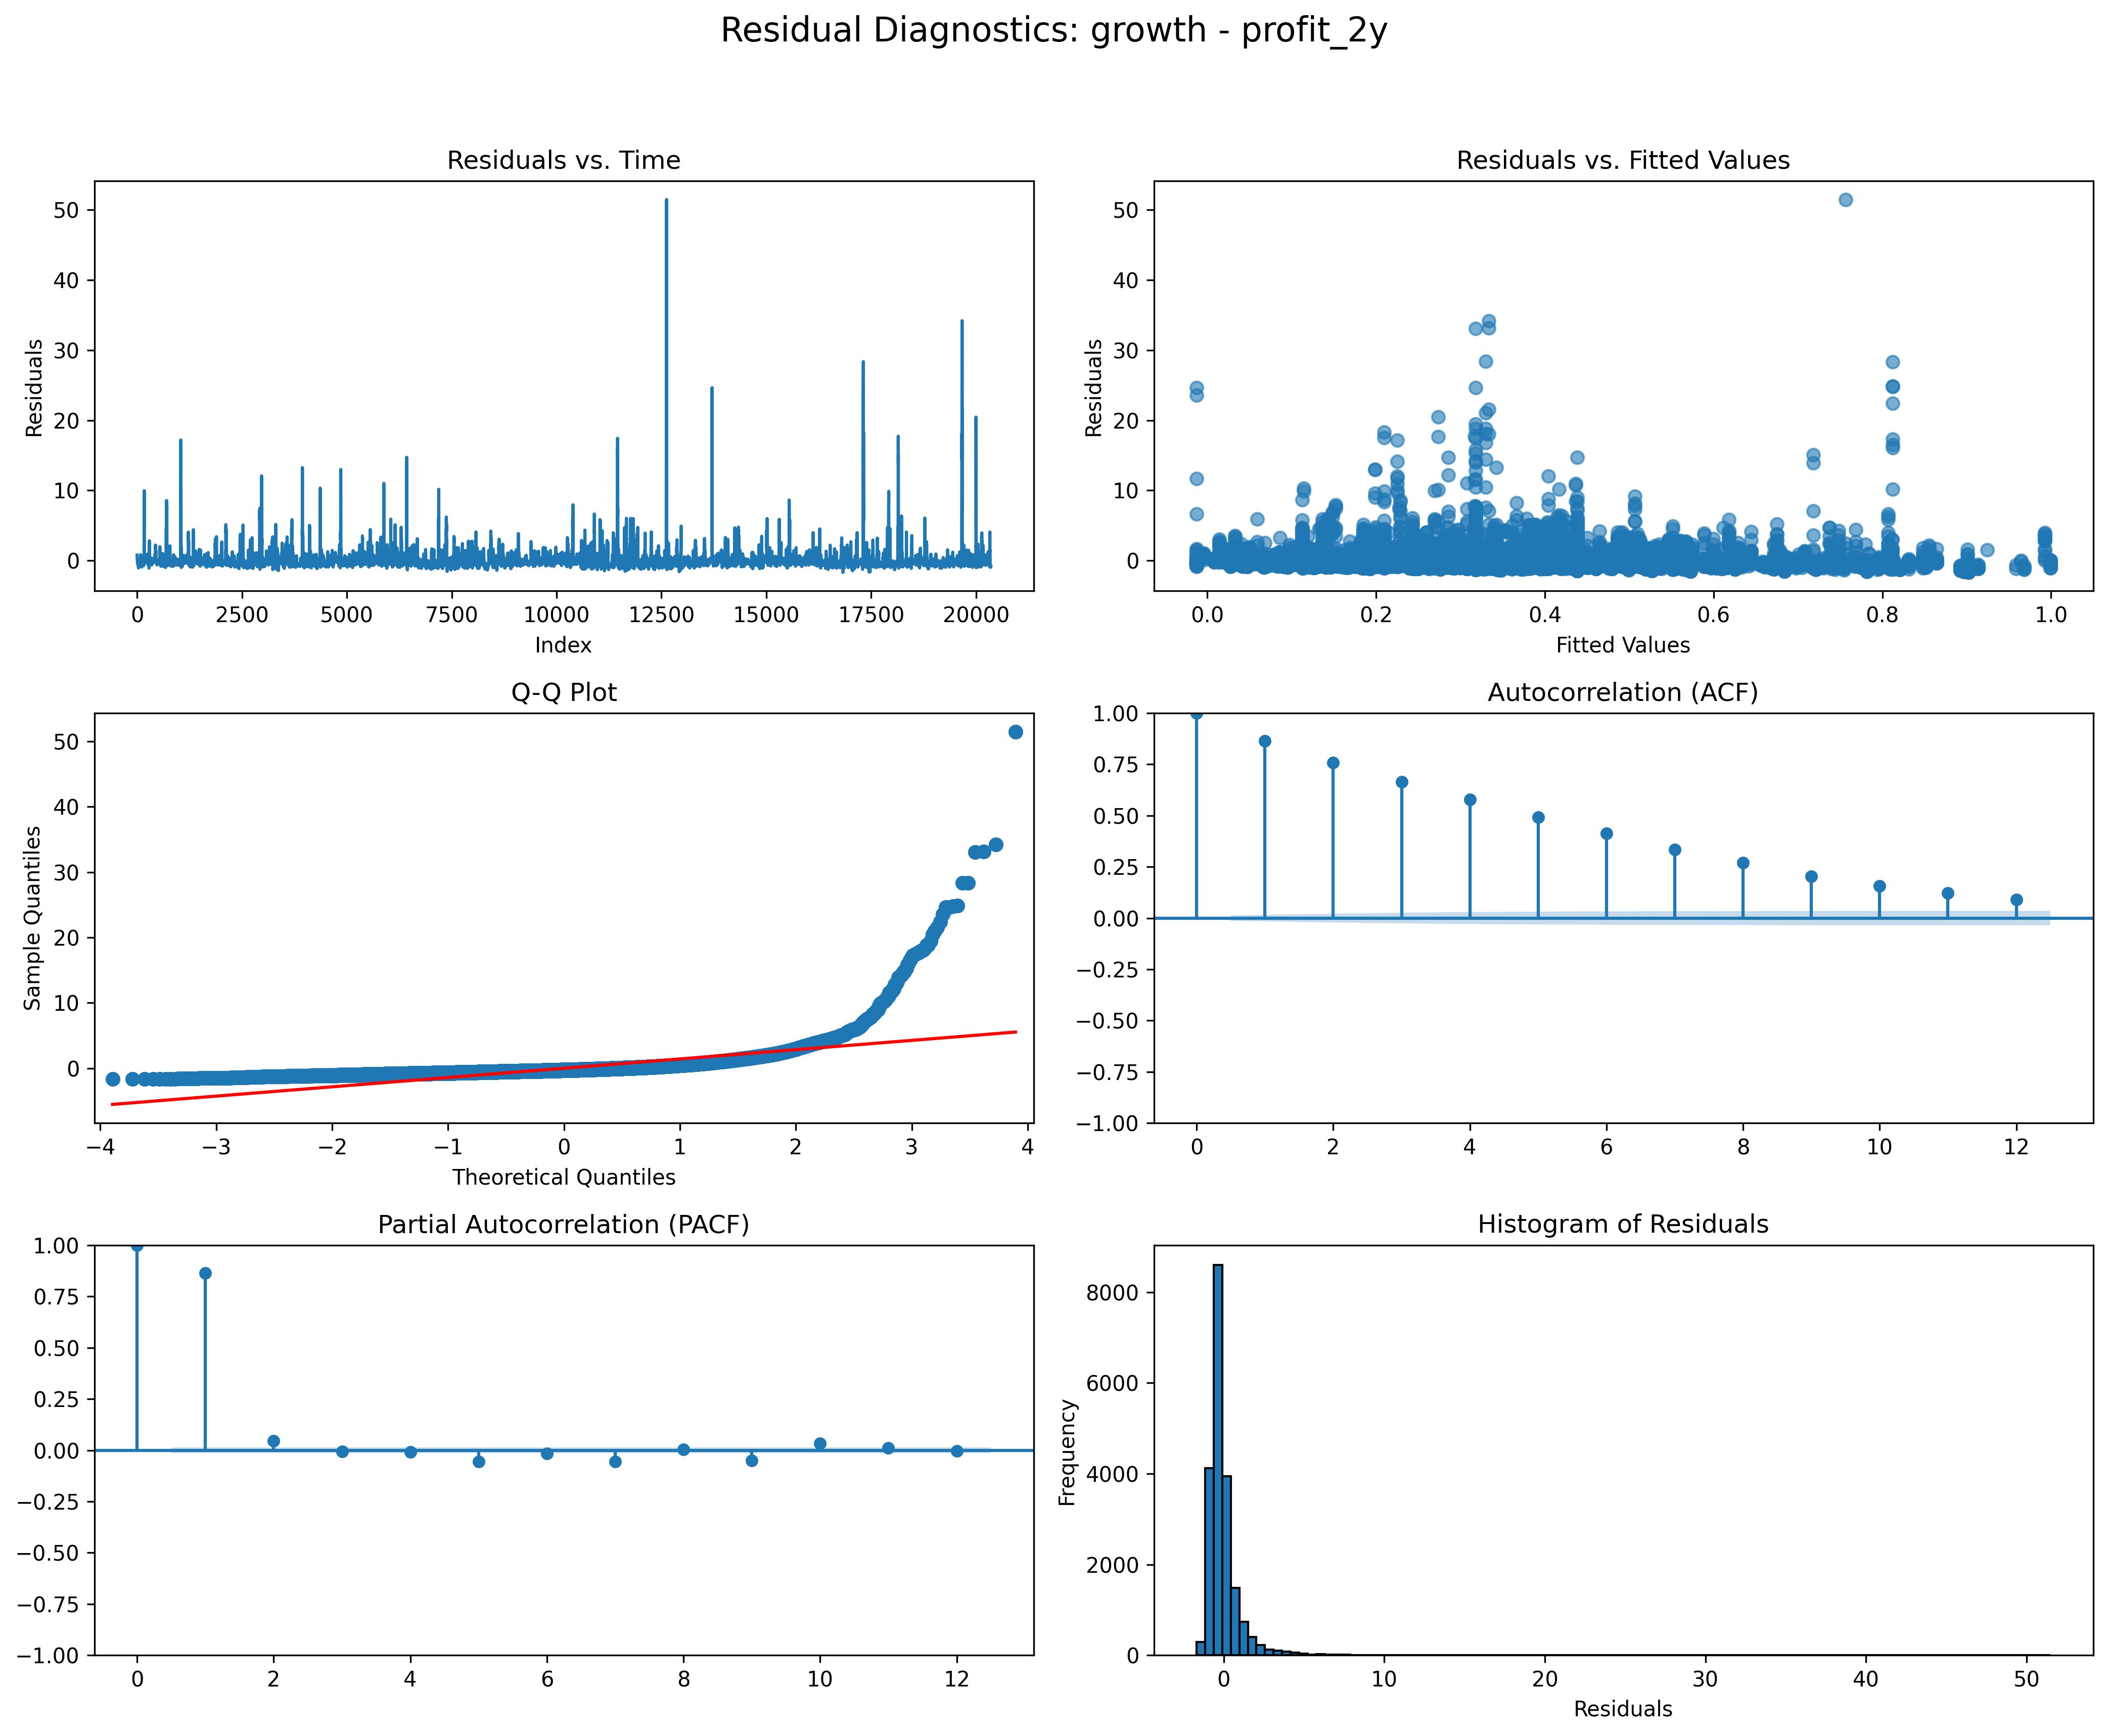 Residual Diagnostics: growth - profit_2y
Residuals vs. Time
Residuals
50
40
30
20
10
0
0 2500 5000 7500 10000 12500 15000 17500 20000
Index
Residuals vs. Fitted Values
Residuals
50
40
30
20
10
0
0.0 0.2 0.4 0.6 0.8 1.0
Fitted Values
Q-Q Plot
Sample Quantiles
50
40
30
20
10
0
−4 −3 −2 −1 0 1 2 3 4
Theoretical Quantiles
Autocorrelation (ACF)
1.00
0.75
0.50
0.25
0.00
−0.25
−0.50
−0.75
−1.00
0 2 4 6 8 10 12
Partial Autocorrelation (PACF)
1.00
0.75
0.50
0.25
0.00
−0.25
−0.50
−0.75
−1.00
0 2 4 6 8 10 12
Histogram of Residuals
Frequency
8000
6000
4000
2000
0
0 10 20 30 40 50
Residuals